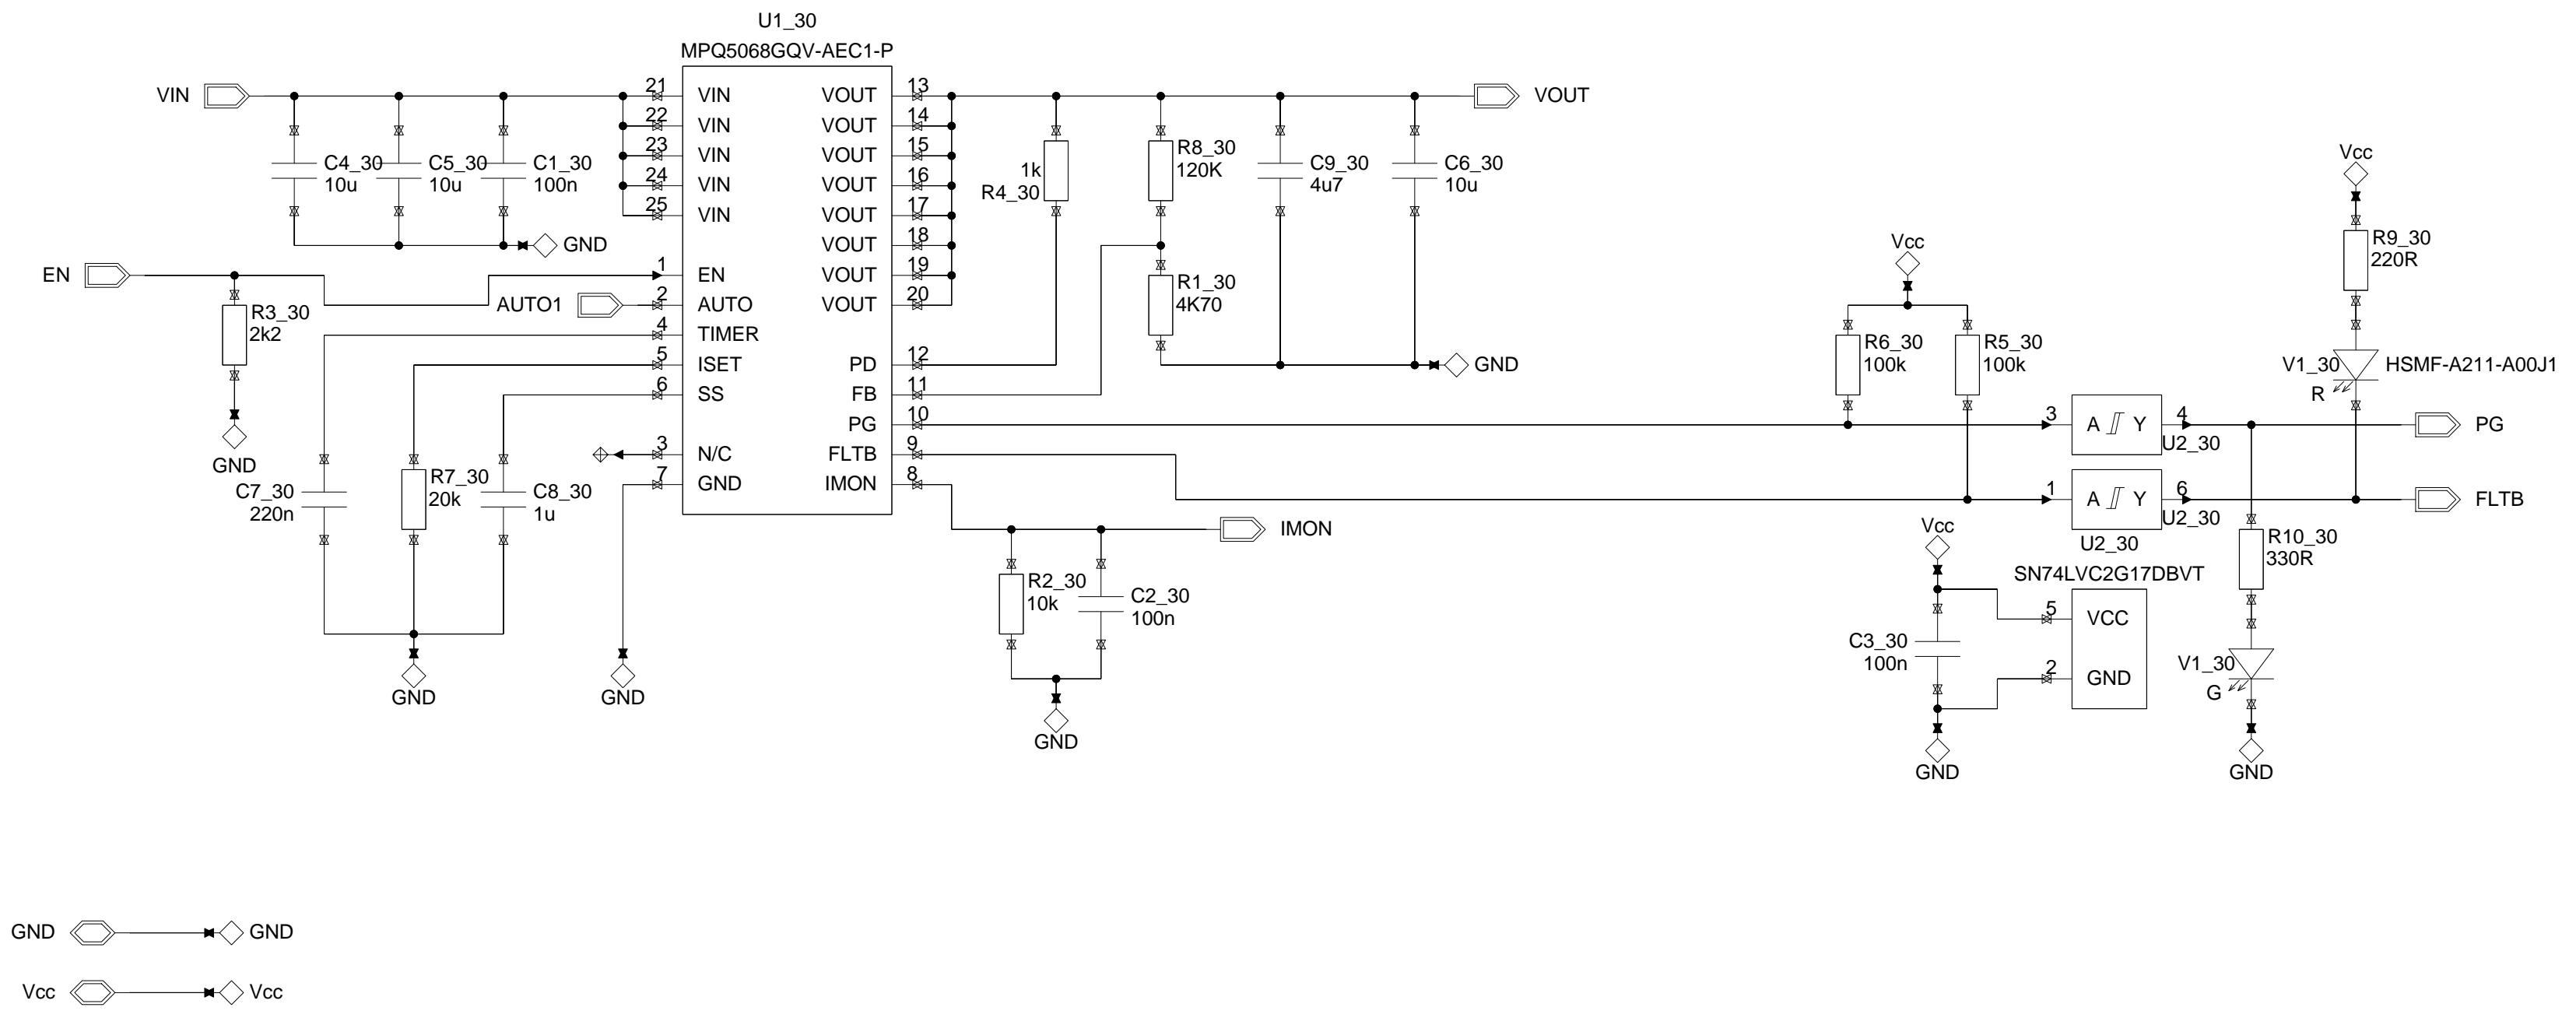 U1_30
MPQ5068GQV-AEC1-P
VIN
21 VIN VOUT 13
VOUT
22 VIN VOUT 14
23 VIN VOUT 15
24 VIN VOUT 16
25 VIN VOUT 17
VOUT 18
1 EN VOUT 19
2 AUTO VOUT 20
4 TIMER
5 ISET PD 12
6 SS FB 11
PG 10
3 N/C FLTB 9
7 GND IMON 8
C4_30
10u
C5_30
10u
C1_30
100n
GND
EN
AUTO1
R3_30
2k2
GND
C7_30
220n
R7_30
20k
C8_30
1u
GND
GND
1k
R4_30
R8_30
120K
R1_30
4K70
C9_30
4u7
C6_30
10u
GND
IMON
R2_30
10k
C2_30
100n
GND
Vcc
R6_30
100k
R5_30
100k
Vcc
R9_30
220R
V1_30
R
HSMF-A211-A00J1
3 A Y 4
U2_30
PG
1 A Y 6
U2_30
FLTB
U2_30
SN74LVC2G17DBVT
Vcc
5 VCC
2 GND
C3_30
100n
GND
R10_30
330R
V1_30
G
GND
GND GND
Vcc Vcc